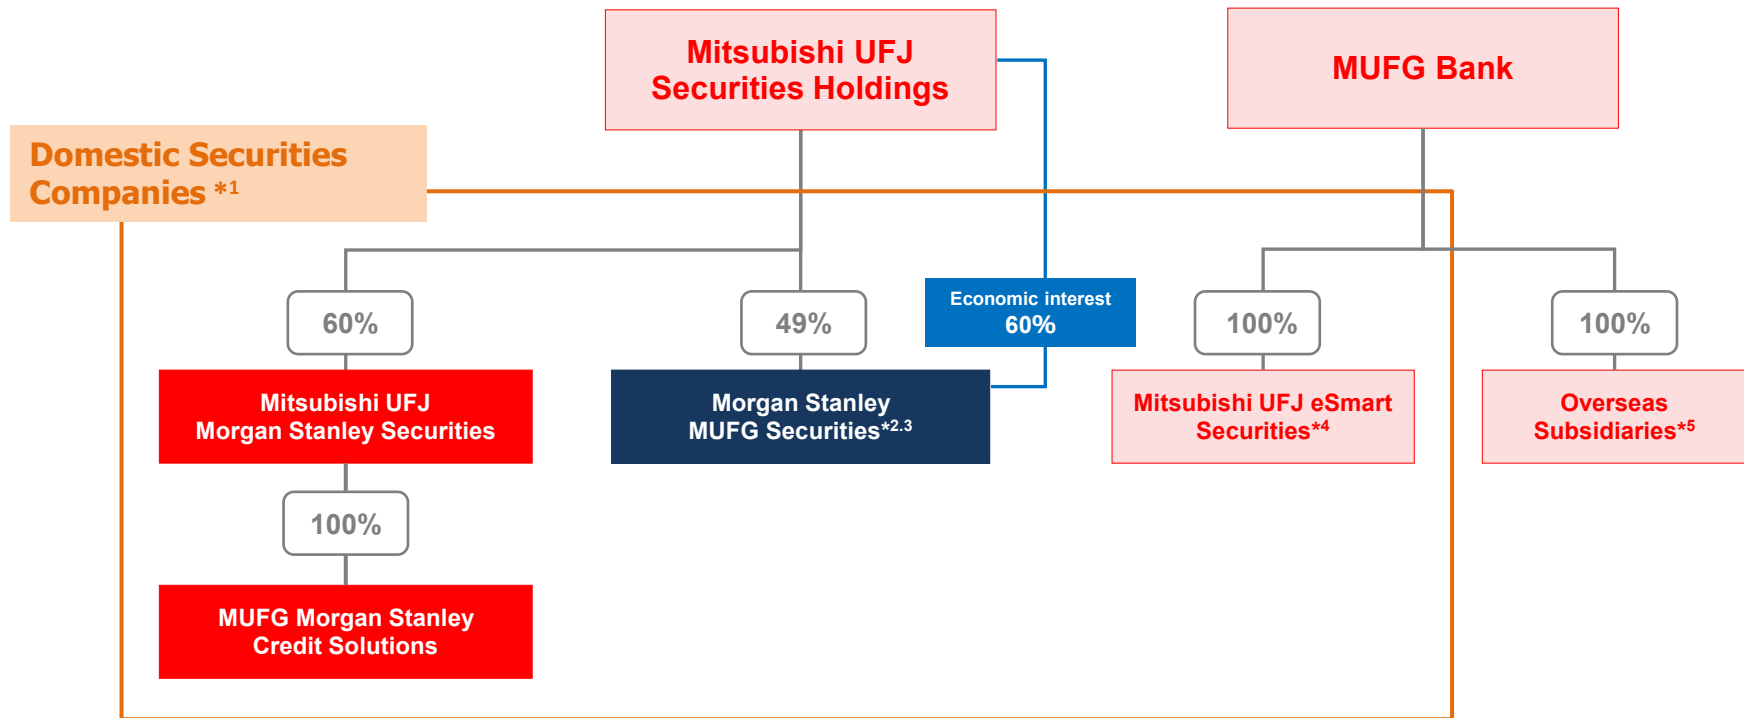 Mitsubishi UFJ
Securities Holdings
MUFG Bank
Domestic Securities
Companies *1
60%
49%
Economic interest
60%
100%
100%
Mitsubishi UFJ
Morgan Stanley Securities
Morgan Stanley
MUFG Securities*2.3
Mitsubishi UFJ eSmart
Securities*4
Overseas
Subsidiaries*5
100%
MUFG Morgan Stanley
Credit Solutions